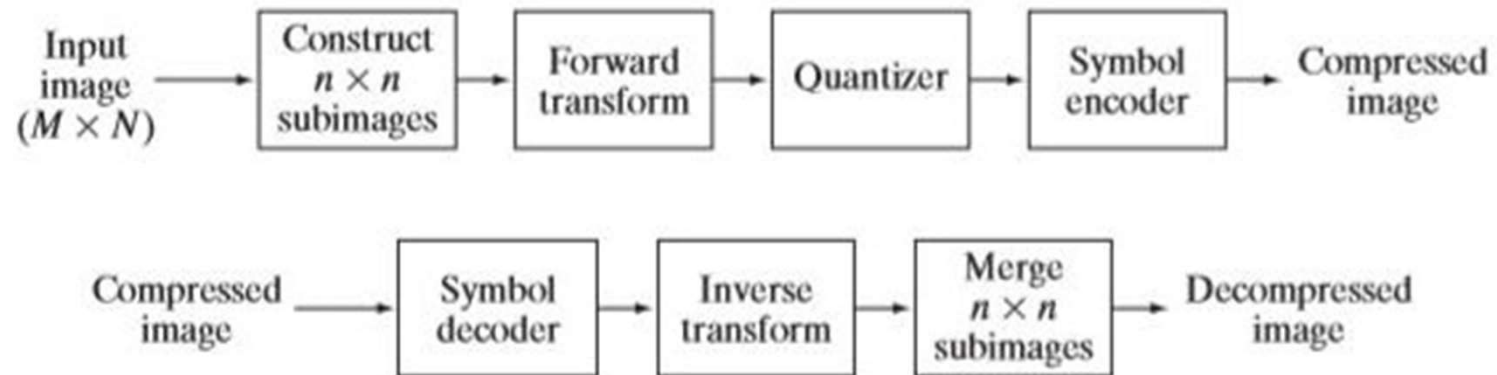 Input
image
(M × N)
Construct
n × n
subimages
Forward
transform
Quantizer
Symbol
encoder
Compressed
image
Compressed
image
Symbol
decoder
Inverse
transform
Merge
n × n
subimages
Decompressed
image